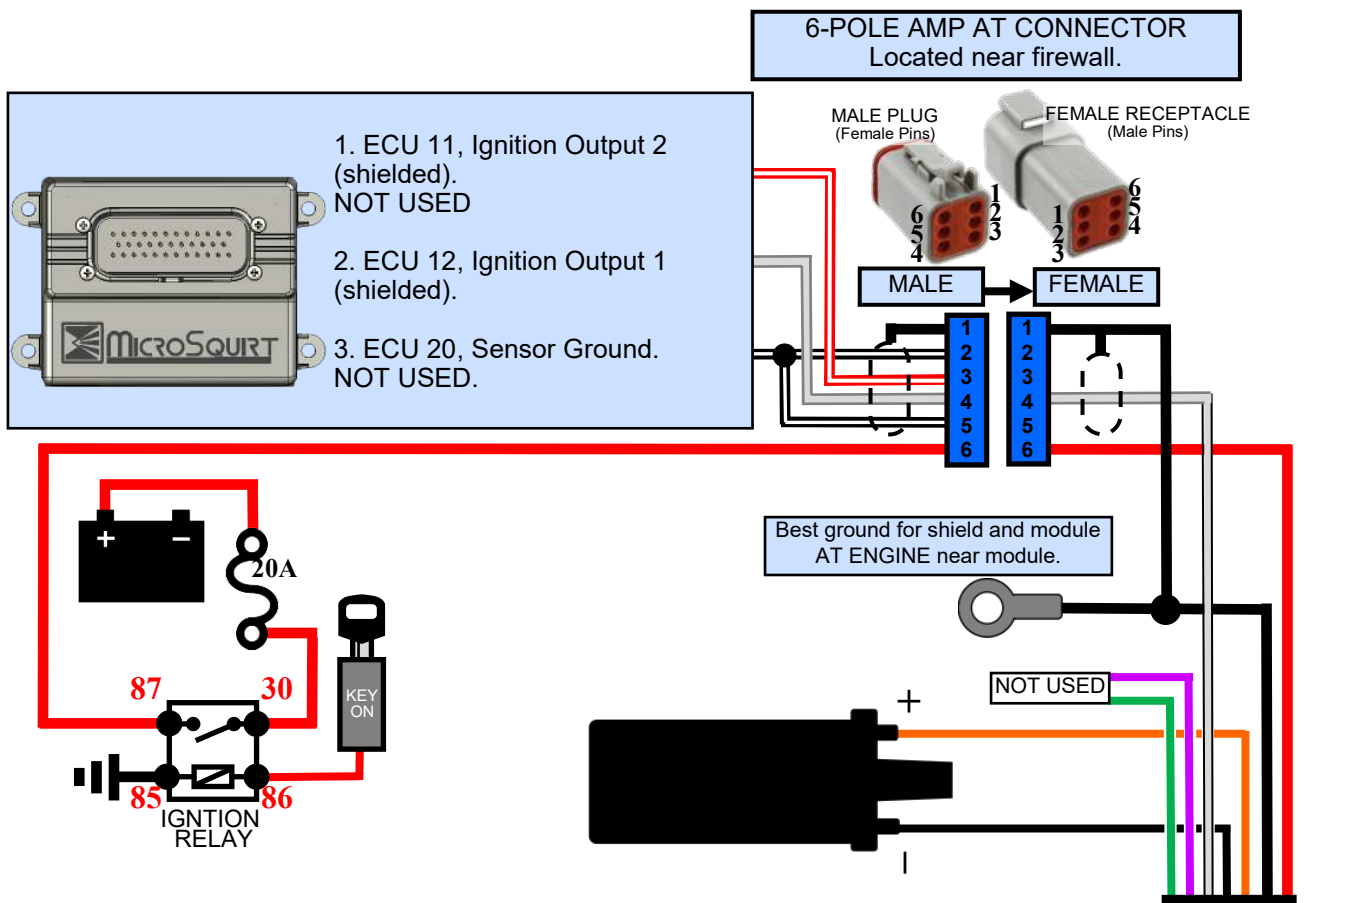 6-POLE AMP AT CONNECTOR
Located near firewall.
MALE PLUG
(Female Pins)
FEMALE RECEPTACLE
(Male Pins)
1. ECU 11, Ignition Output 2
(shielded).
NOT USED
2. ECU 12, Ignition Output 1
(shielded).
3. ECU 20, Sensor Ground.
NOT USED.
MICROSQUIRT
6
5
4
1
2
3
1
2
3
6
5
4
MALE
FEMALE
1
2
3
4
5
6
1
2
3
4
5
6
+
−
20A
Best ground for shield and module
AT ENGINE near module.
87
30
KEY
ON
85
86
IGNTION
RELAY
NOT USED
+
−